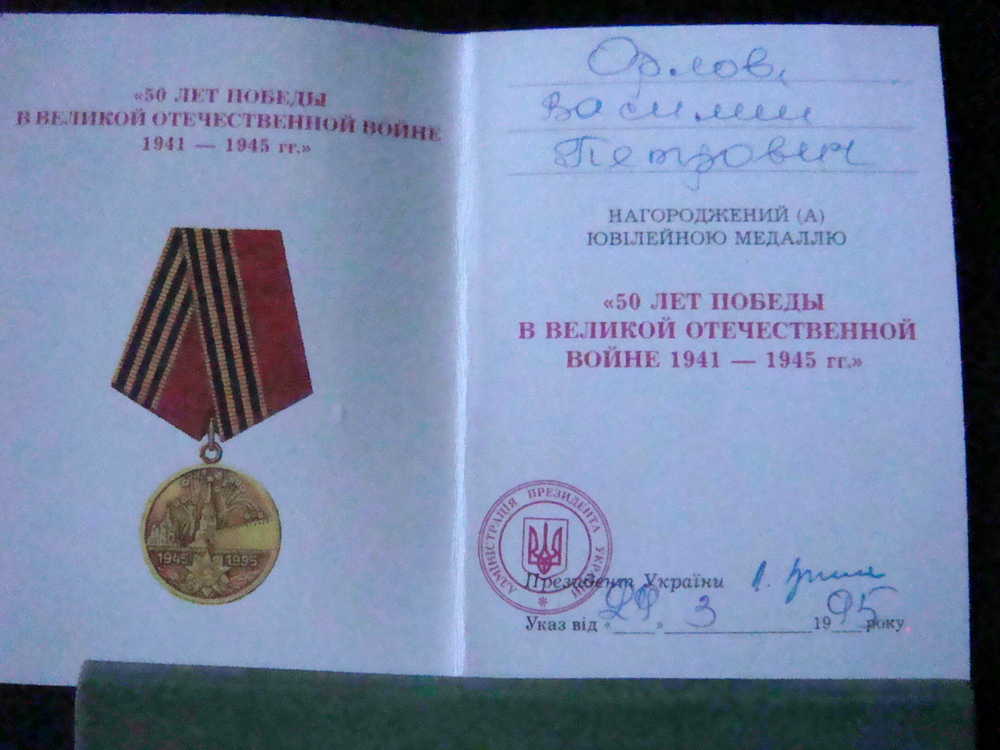 «50 ЛЕТ ПОБЕДЫ
В ВЕЛИКОЙ ОТЕЧЕСТВЕННОЙ ВОЙНЕ
1941 — 1945 гг.»
1945 1995
Орлов
Василий
Петрович
НАГОРОДЖЕНИЙ (А)
ЮВІЛЕЙНОЮ МЕДАЛЛЮ
«50 ЛЕТ ПОБЕДЫ
В ВЕЛИКОЙ ОТЕЧЕСТВЕННОЙ
ВОЙНЕ 1941 — 1945 гг.»
АДМІНІСТРАЦІЯ ПРЕЗИДЕНТА УКРАЇНИ
Президент України
Указ від «29» 3 1995 року